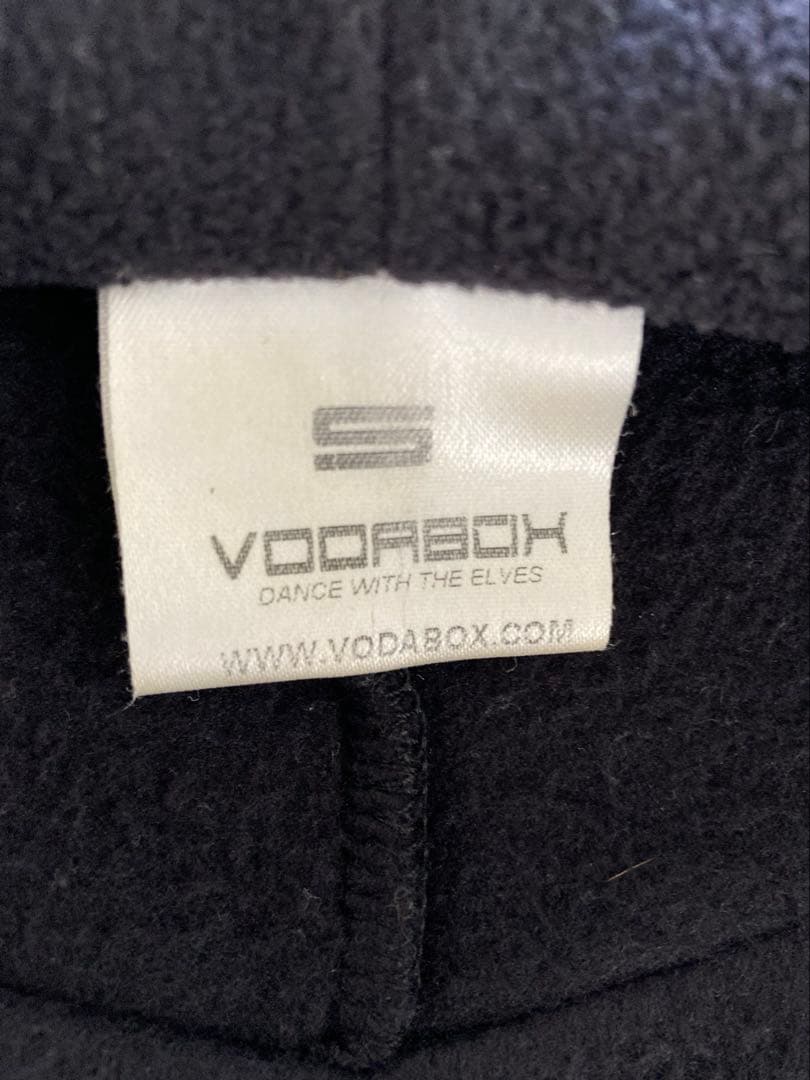 S
VODABOX
DANCE WITH THE ELVES
WWW.VODABOX.COM